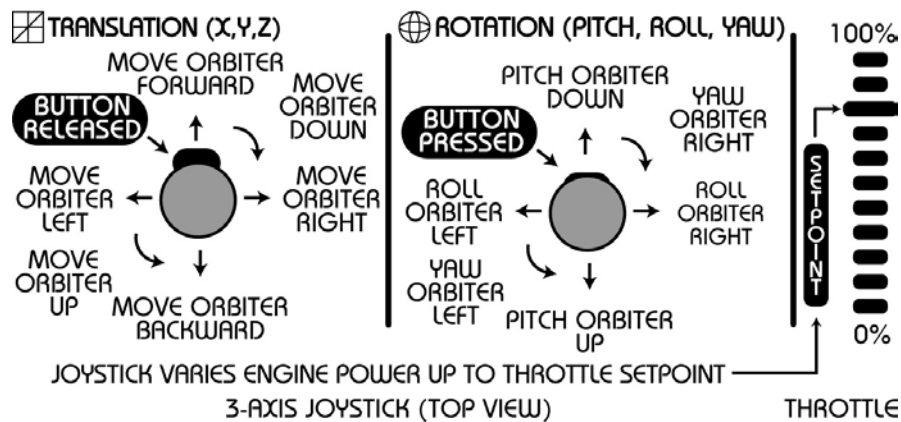 TRANSLATION (X,Y,Z)
MOVE ORBITER
FORWARD
MOVE
ORBITER
DOWN
BUTTON
RELEASED
MOVE
ORBITER
LEFT
MOVE
ORBITER
RIGHT
MOVE
ORBITER
UP
MOVE ORBITER
BACKWARD
ROTATION (PITCH, ROLL, YAW)
PITCH ORBITER
DOWN
YAW
ORBITER
RIGHT
BUTTON
PRESSED
ROLL
ORBITER
LEFT
ROLL
ORBITER
RIGHT
YAW
ORBITER
LEFT
PITCH ORBITER
UP
100%
SETPOINT
0%
JOYSTICK VARIES ENGINE POWER UP TO THROTTLE SETPOINT
3-AXIS JOYSTICK (TOP VIEW)
THROTTLE